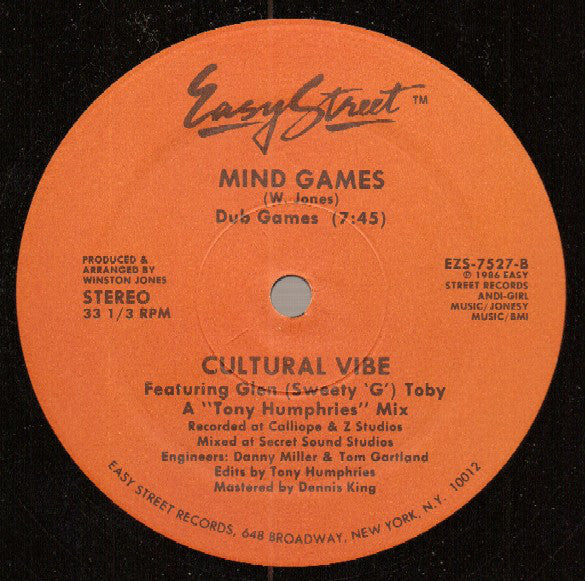 Easy Street™
MIND GAMES
(W. Jones)
Dub Games (7:45)
PRODUCED &
ARRANGED BY
WINSTON JONES
STEREO
33 1/3 RPM
EZS-7527-B
℗ 1986 EASY
STREET RECORDS
ANDI-GIRL
MUSIC/JONESY
MUSIC/BMI
CULTURAL VIBE
Featuring Glen (Sweety 'G') Toby
A "Tony Humphries" Mix
Recorded at Calliope & Z Studios
Mixed at Secret Sound Studios
Engineers: Danny Miller & Tom Gartland
Edits by Tony Humphries
Mastered by Dennis King
EASY STREET RECORDS, 648 BROADWAY, NEW YORK, N.Y. 10012